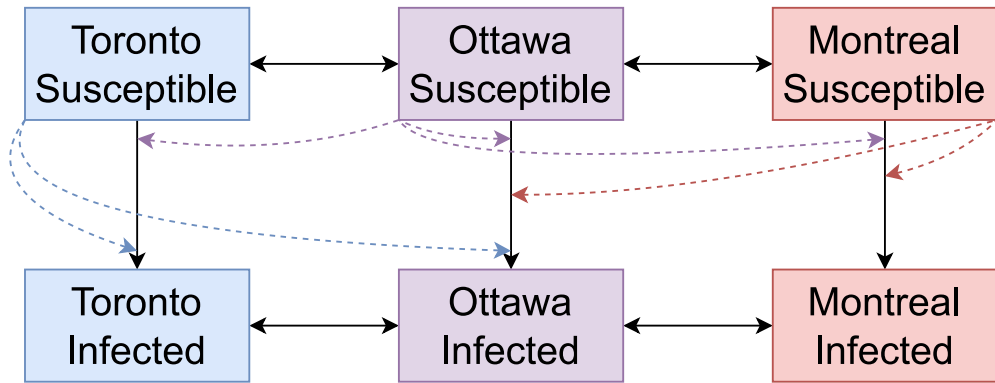 Toronto
Susceptible
Ottawa
Susceptible
Montreal
Susceptible
Toronto
Infected
Ottawa
Infected
Montreal
Infected